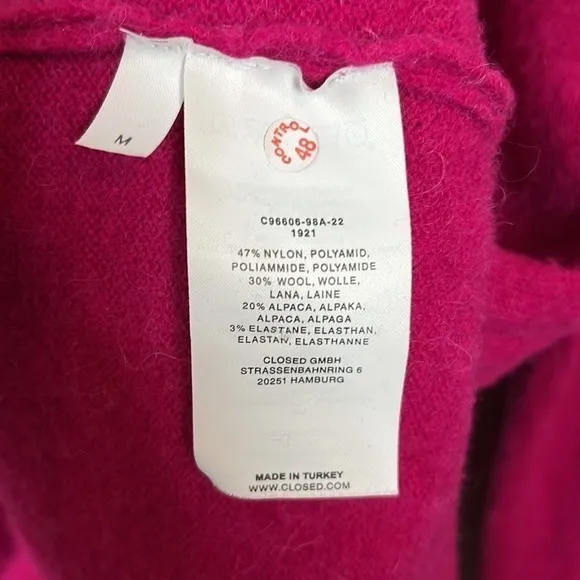 M
CONTROL
48
C96606-98A-22
1921
47% NYLON, POLYAMID,
POLIAMMIDE, POLYAMIDE
30% WOOL, WOLLE,
LANA, LAINE
20% ALPACA, ALPAKA,
ALPACA, ALPAGA
3% ELASTANE, ELASTHAN,
ELASTAN, ELASTHANNE
CLOSED GMBH
STRASSENBAHNRING 6
20251 HAMBURG
MADE IN TURKEY
WWW.CLOSED.COM